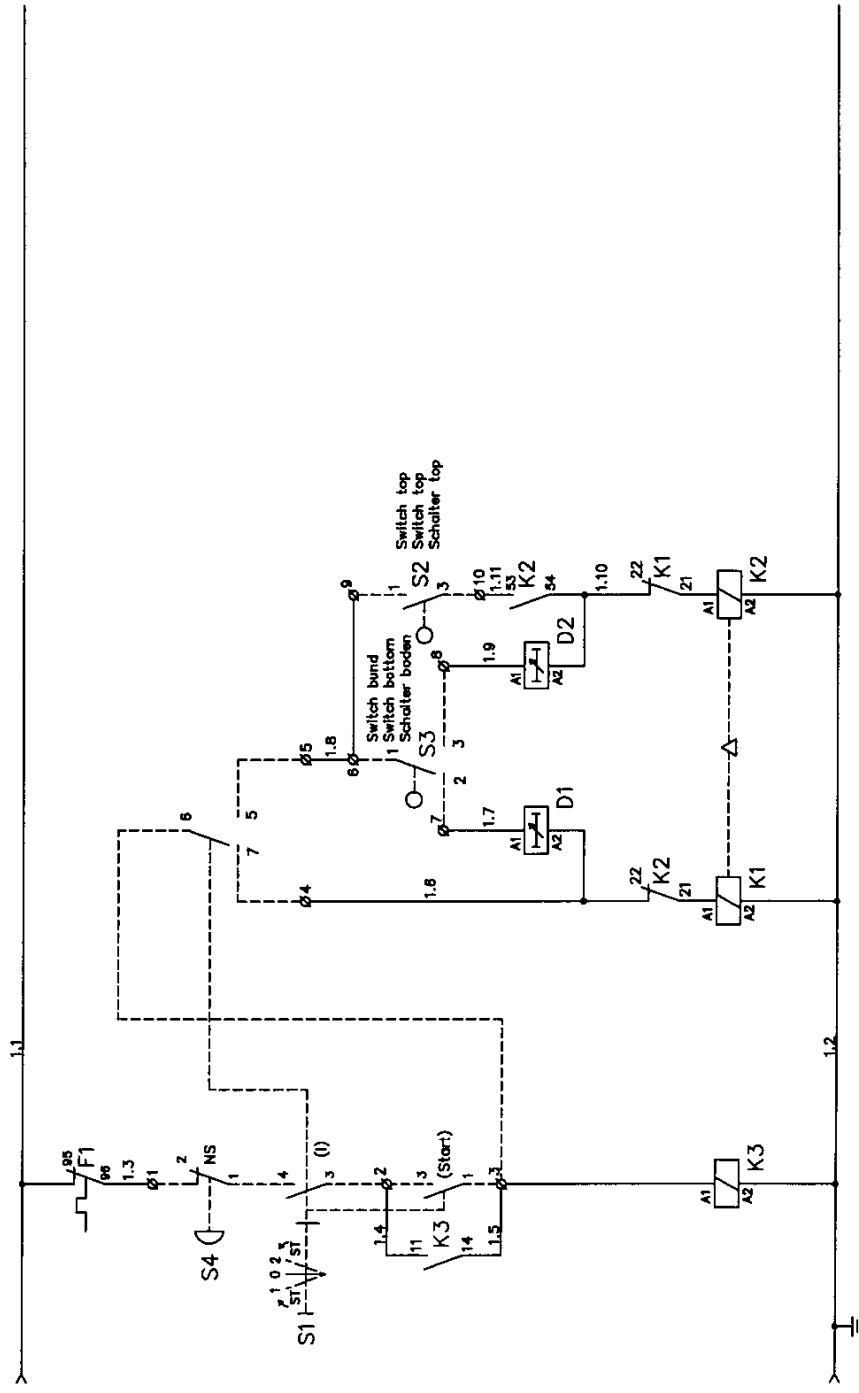 1.1
95
F1
96
1.3
1
2
NS
1
S4
4
(I)
3
1 0 2
ST
ST
S1
2
3
(Start)
1
1.4
11
K3
14
1.5
3
A1
K3
A2
6
7
5
4
1.6
5
1.8
6
Switch bund
Switch bottom
Schalter boden
1
S3
2
3
7
1.7
A1
D1
A2
8
1.9
A1
D2
A2
9
Switch top
Switch top
Schalter top
1
S2
3
10
1.11
53
K2
54
1.10
22
K2
21
A1
K1
A2
22
K1
21
A1
K2
A2
1.2